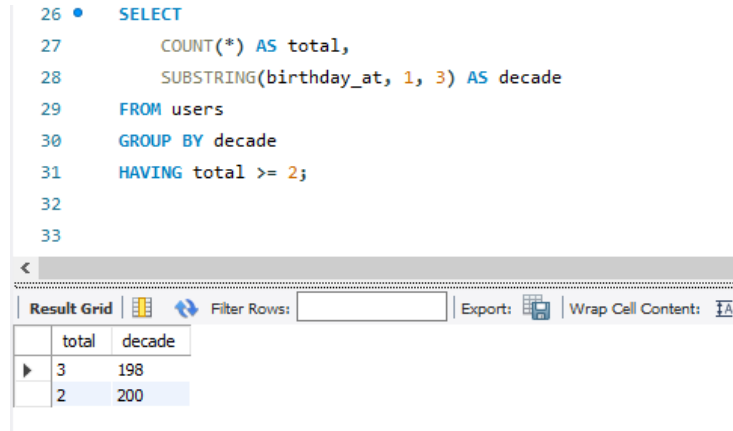 26 SELECT
27 COUNT(*) AS total,
28 SUBSTRING(birthday_at, 1, 3) AS decade
29 FROM users
30 GROUP BY decade
31 HAVING total >= 2;
32
33
Result Grid Filter Rows: Export: Wrap Cell Content: IA
total decade
3 198
2 200